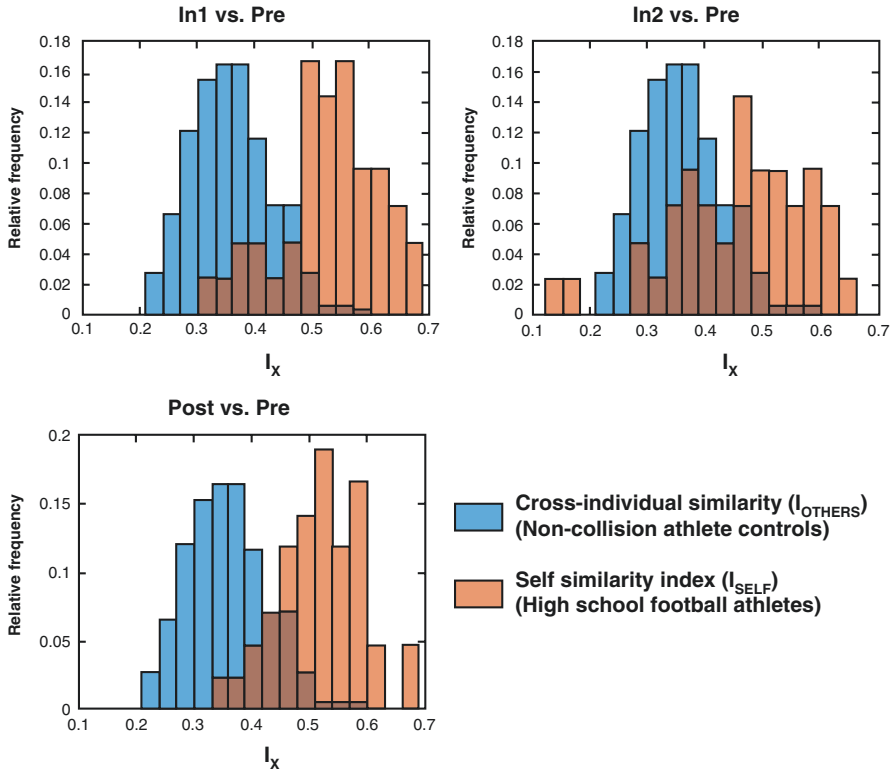 In1 vs. Pre
Relative frequency
0.18
0.16
0.14
0.12
0.1
0.08
0.06
0.04
0.02
0
0.1 0.2 0.3 0.4 0.5 0.6 0.7
I_X
In2 vs. Pre
Relative frequency
0.18
0.16
0.14
0.12
0.1
0.08
0.06
0.04
0.02
0
0.1 0.2 0.3 0.4 0.5 0.6 0.7
I_X
Post vs. Pre
Relative frequency
0.2
0.15
0.1
0.05
0
0.1 0.2 0.3 0.4 0.5 0.6 0.7
I_X
Cross-individual similarity (I_OTHERS)
(Non-collision athlete controls)
Self similarity index (I_SELF)
(High school football athletes)